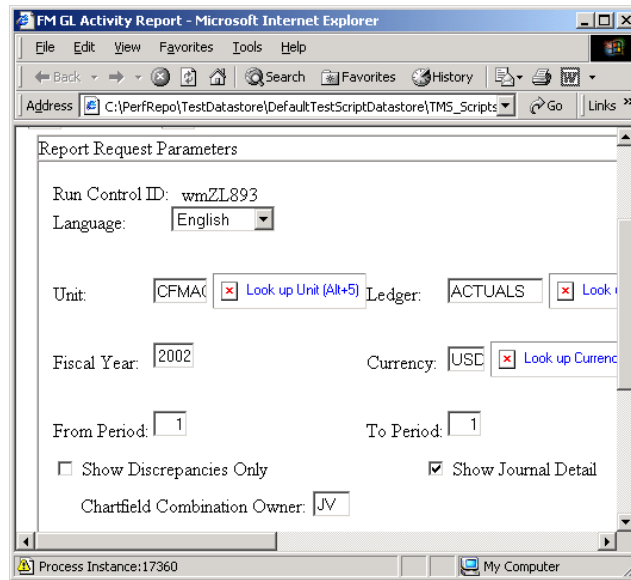 FM GL Activity Report - Microsoft Internet Explorer
File Edit View Favorites Tools Help
Back Search Favorites History
Address C:\PerfRepo\TestDatastore\DefaultTestScriptDatastore\TMS_Scripts Go Links »
Report Request Parameters
Run Control ID: wmZL893
Language: English
Unit: Look up Unit (Alt+5) Ledger: ACTUALS Look
Fiscal Year: 2002 Currency: USD Look up Currenc
From Period: 1 To Period: 1
Show Discrepancies Only Show Journal Detail
Chartfield Combination Owner: JV
Process Instance:17360 My Computer